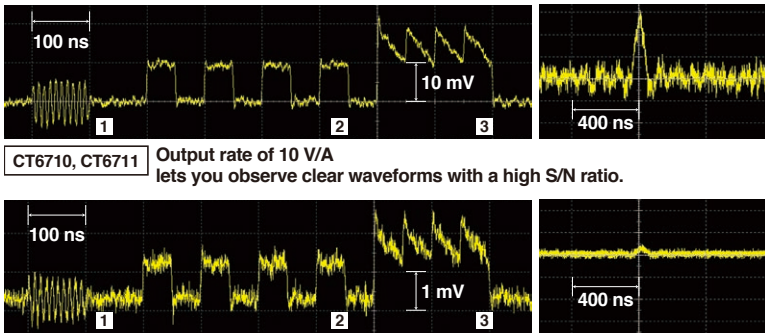 100 ns
10 mV
1
2
3
400 ns
CT6710, CT6711
Output rate of 10 V/A
lets you observe clear waveforms with a high S/N ratio.
100 ns
1 mV
1
2
3
400 ns